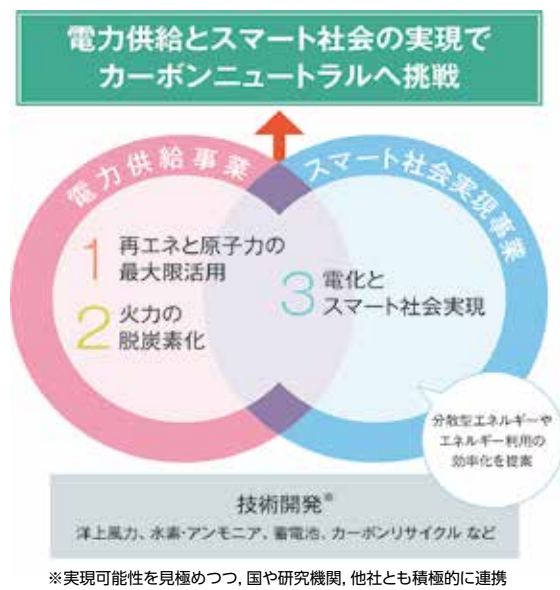 電力供給とスマート社会の実現で
カーボンニュートラルへ挑戦
電力供給事業
スマート社会実現事業
1 再エネと原子力の
最大限活用
2 火力の
脱炭素化
3 電化と
スマート社会実現
分散型エネルギーや
エネルギー利用の
効率化を提案
技術開発※
洋上風力、水素・アンモニア、蓄電池、カーボンリサイクル など
※実現可能性を見極めつつ，国や研究機関，他社とも積極的に連携